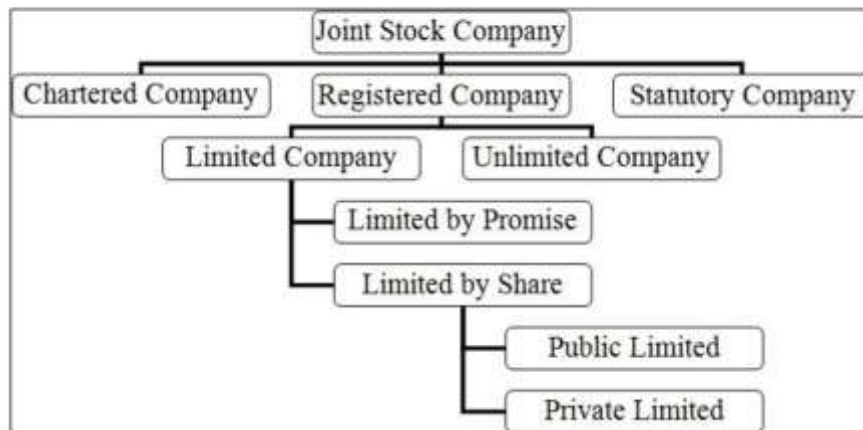 Joint Stock Company
Chartered Company
Registered Company
Statutory Company
Limited Company
Unlimited Company
Limited by Promise
Limited by Share
Public Limited
Private Limited